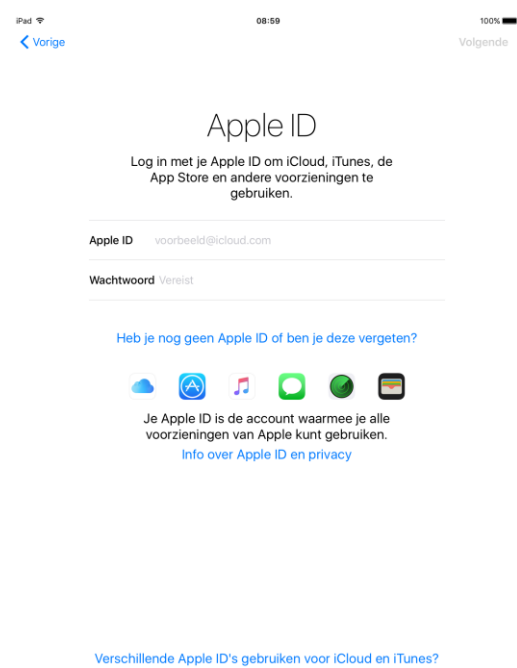 iPad 08:59 100%
Vorige Volgende
Apple ID
Log in met je Apple ID om iCloud, iTunes, de
App Store en andere voorzieningen te
gebruiken.
Apple ID voorbeeld@icloud.com
Wachtwoord Vereist
Heb je nog geen Apple ID of ben je deze vergeten?
Je Apple ID is de account waarmee je alle
voorzieningen van Apple kunt gebruiken.
Info over Apple ID en privacy
Verschillende Apple ID's gebruiken voor iCloud en iTunes?